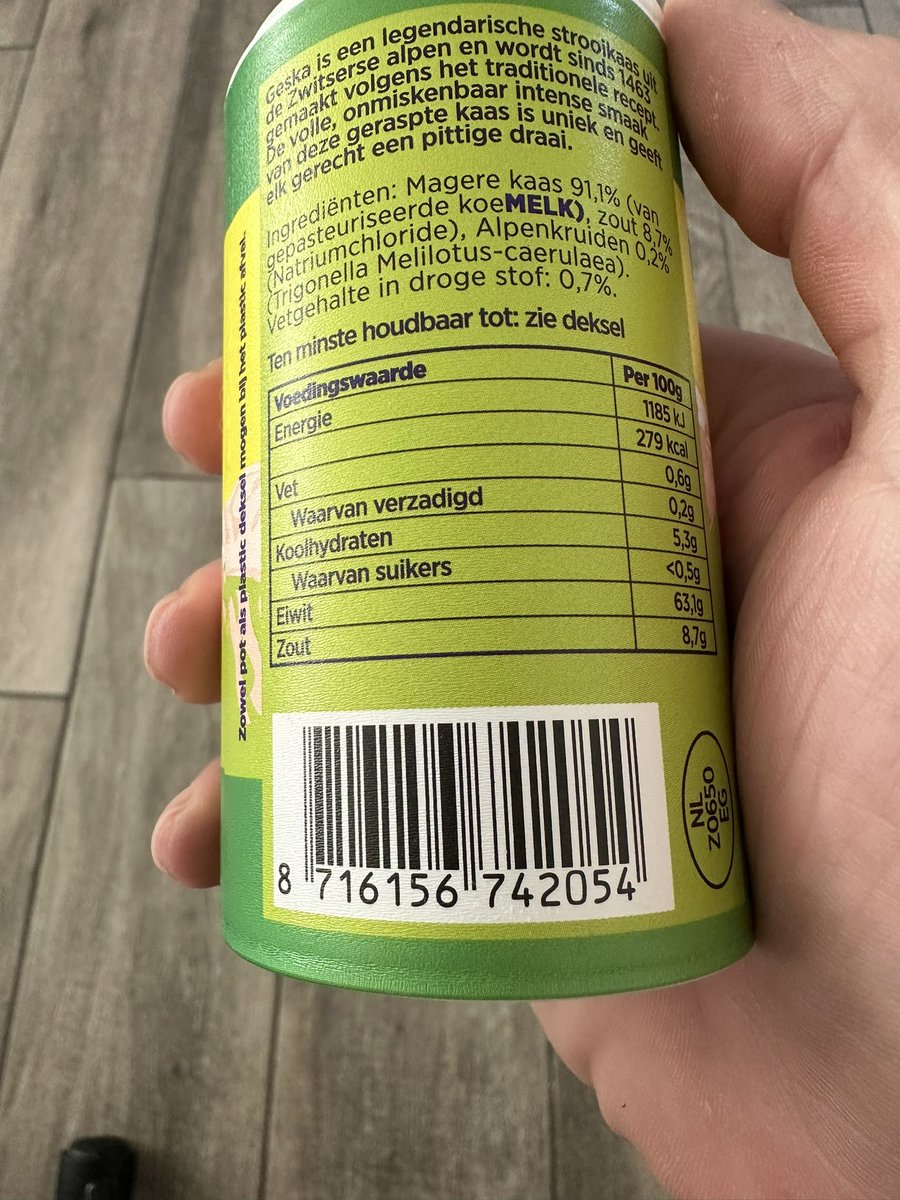 Geska is een legendarische strooikaas uit
de Zwitserse alpen en wordt sinds 1463
gemaakt volgens het traditionele recept.
De volle, onmiskenbaar intense smaak
van deze geraspte kaas is uniek en geeft
elk gerecht een pittige draai.
Ingrediënten: Magere kaas 91,1% (van
gepasteuriseerde koeMELK), zout 8,7%
(Natriumchloride), Alpenkruiden 0,2%
(Trigonella Melilotus-caerulaea).
Vetgehalte in droge stof: 0,7%.
Ten minste houdbaar tot: zie deksel
Voedingswaarde Per 100g
Energie 1185 kJ
279 kcal
Vet 0,6g
Waarvan verzadigd 0,2g
Koolhydraten 5,3g
Waarvan suikers <0,5g
Eiwit 63,1g
Zout 8,7g
Zowel pot als plastic deksel mogen bij het plastic afval.
8 716156 742054
NL
Z0650
EG